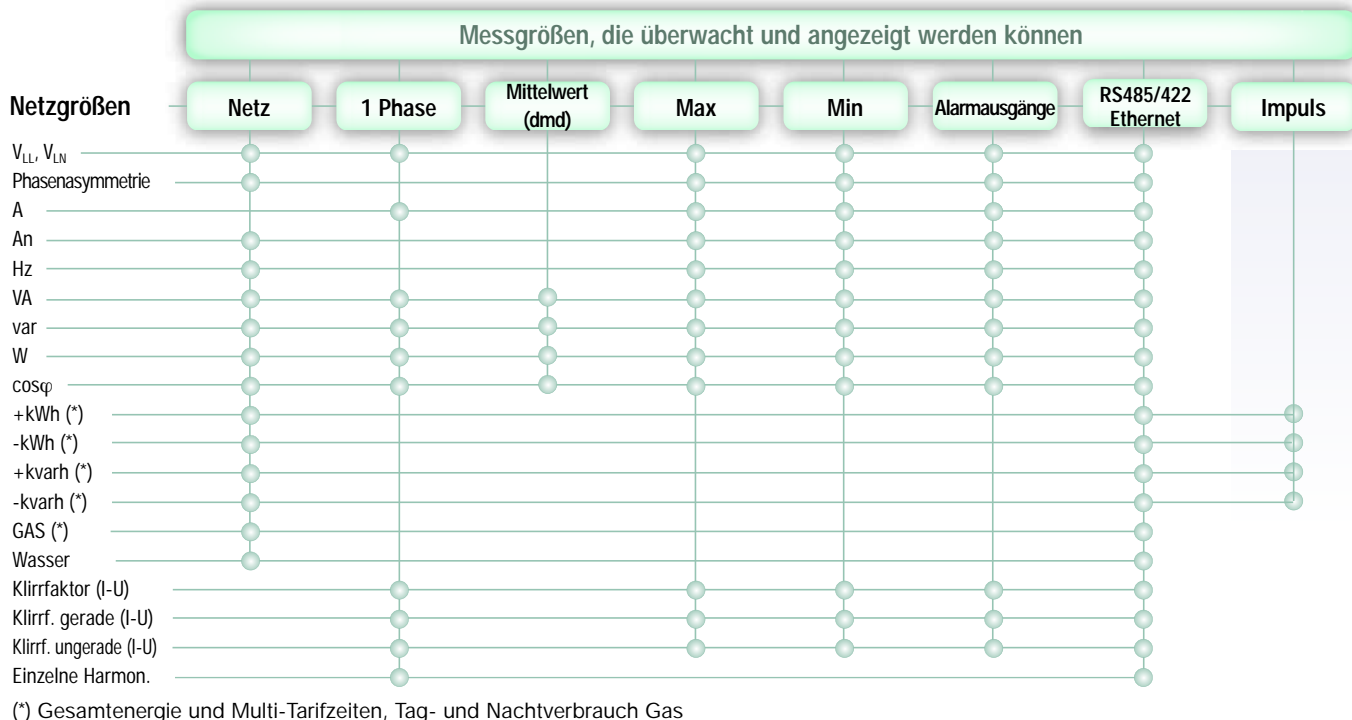 Messgrößen, die überwacht und angezeigt werden können
Netzgrößen
Netz
1 Phase
Mittelwert
(dmd)
Max
Min
Alarmausgänge
RS485/422
Ethernet
Impuls
VLL, VLN
Phasenasymmetrie
A
An
Hz
VA
var
W
cosφ
+kWh (*)
-kWh (*)
+kvarh (*)
-kvarh (*)
GAS (*)
Wasser
Klirrfaktor (I-U)
Klirrf. gerade (I-U)
Klirrf. ungerade (I-U)
Einzelne Harmon.
(*) Gesamtenergie und Multi-Tarifzeiten, Tag- und Nachtverbrauch Gas